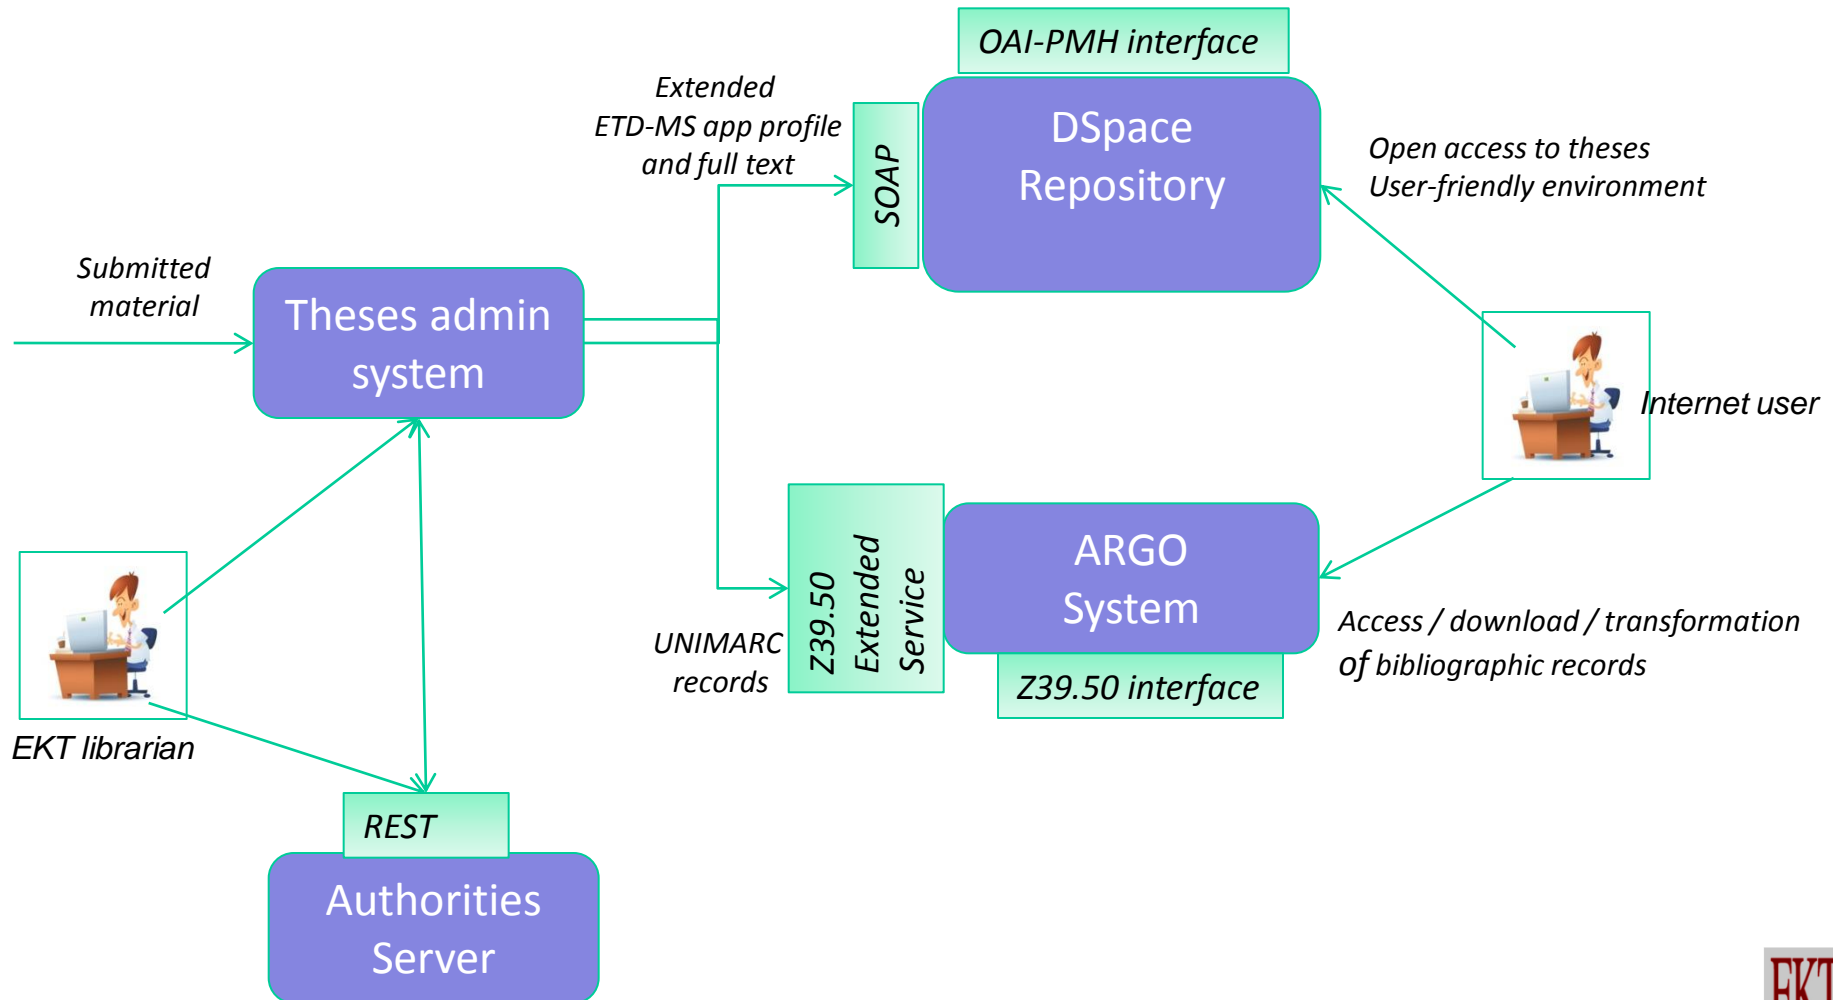 OAI-PMH interface
Extended
ETD-MS app profile
and full text
SOAP
DSpace
Repository
Open access to theses
User-friendly environment
Submitted
material
Theses admin
system
Internet user
Z39.50
Extended
Service
ARGO
System
UNIMARC
records
Access / download / transformation
of bibliographic records
Z39.50 interface
EKT librarian
REST
Authorities
Server
EKT